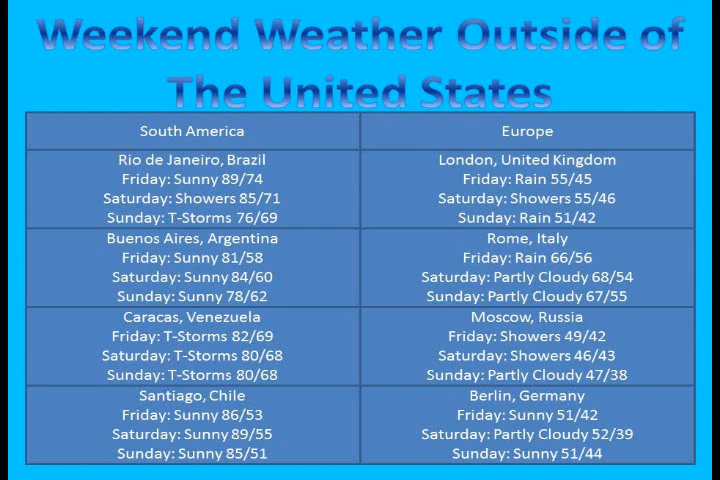 Weekend Weather Outside of
The United States
South America
Europe
Rio de Janeiro, Brazil
Friday: Sunny 89/74
Saturday: Showers 85/71
Sunday: T-Storms 76/69
London, United Kingdom
Friday: Rain 55/45
Saturday: Showers 55/46
Sunday: Rain 51/42
Buenos Aires, Argentina
Friday: Sunny 81/58
Saturday: Sunny 84/60
Sunday: Sunny 78/62
Rome, Italy
Friday: Rain 66/56
Saturday: Partly Cloudy 68/54
Sunday: Partly Cloudy 67/55
Caracas, Venezuela
Friday: T-Storms 82/69
Saturday: T-Storms 80/68
Sunday: T-Storms 80/68
Moscow, Russia
Friday: Showers 49/42
Saturday: Showers 46/43
Sunday: Partly Cloudy 47/38
Santiago, Chile
Friday: Sunny 86/53
Saturday: Sunny 89/55
Sunday: Sunny 85/51
Berlin, Germany
Friday: Sunny 51/42
Saturday: Partly Cloudy 52/39
Sunday: Sunny 51/44